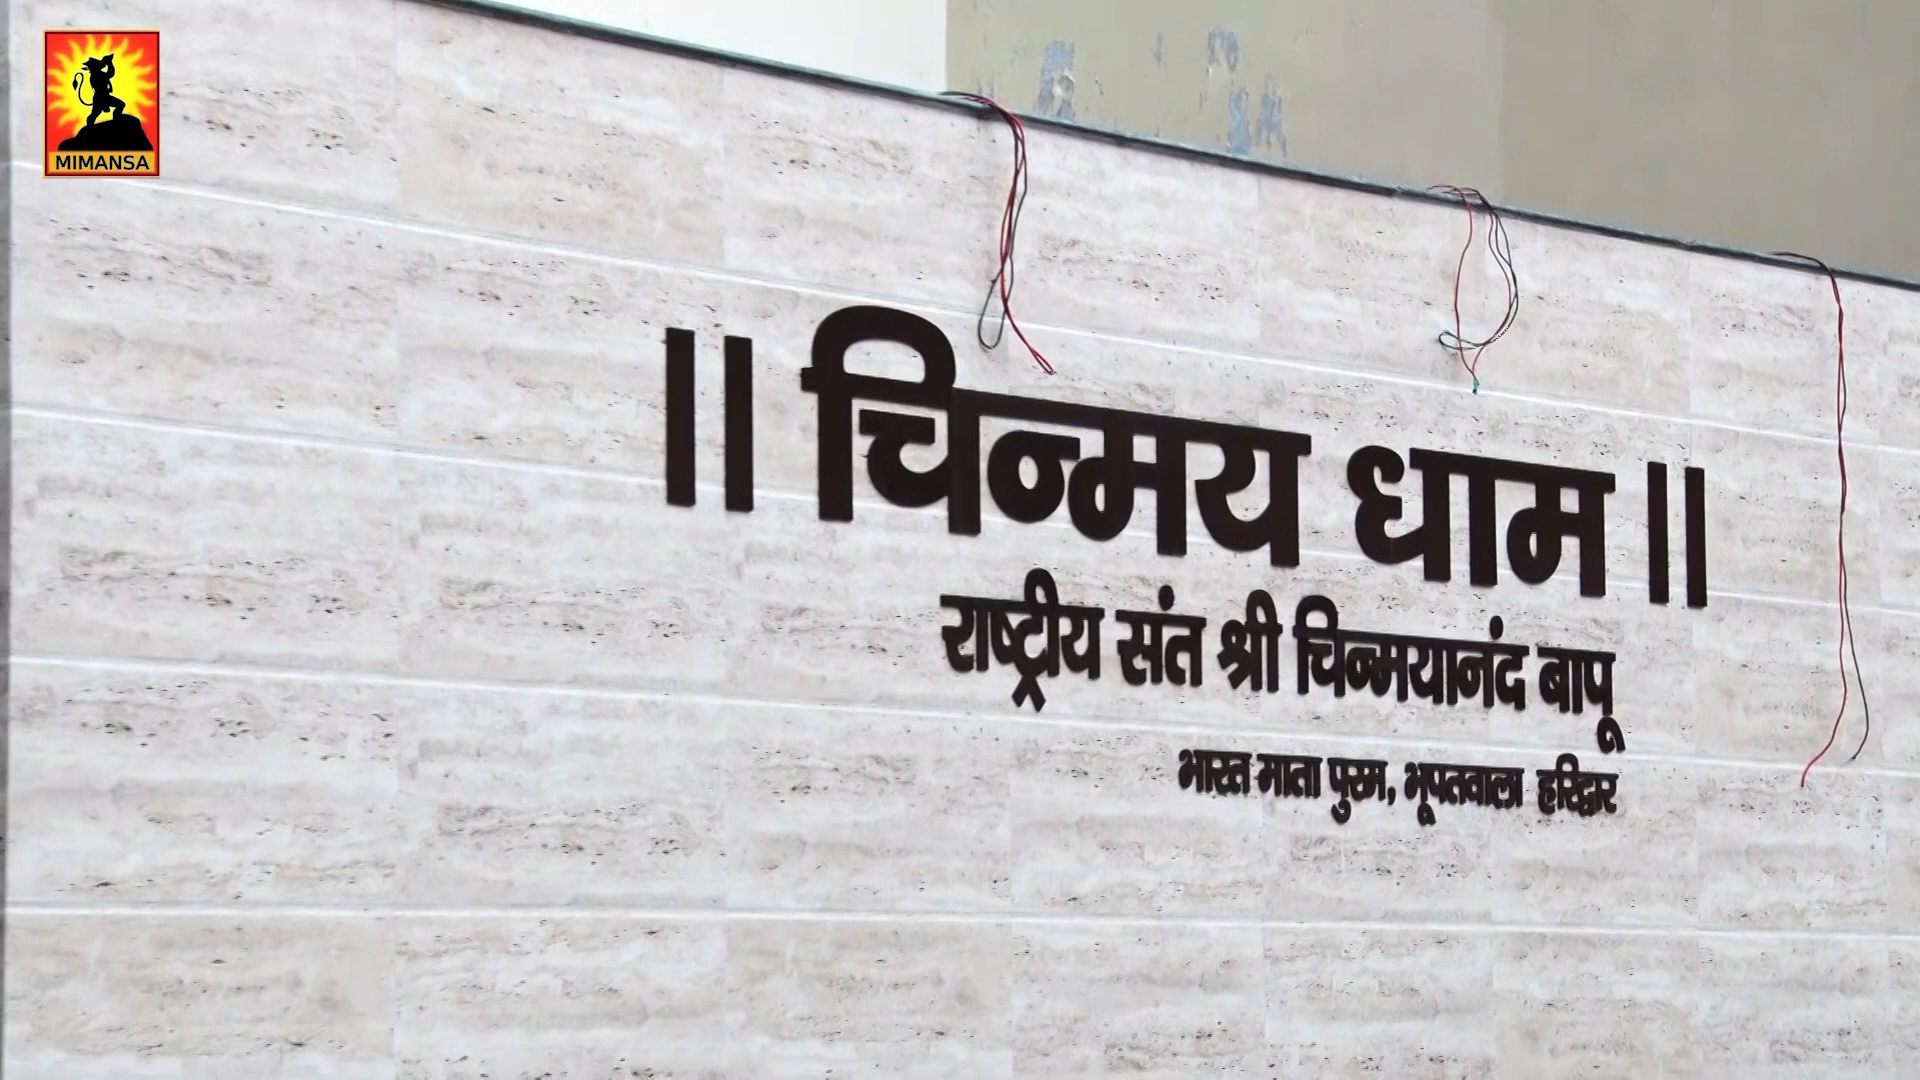 MIMANSA
॥ चिन्मय धाम ॥
राष्ट्रीय संत श्री चिन्मयानंद बापू
भारत माता पुरम, भूपतवाला हरिद्वार